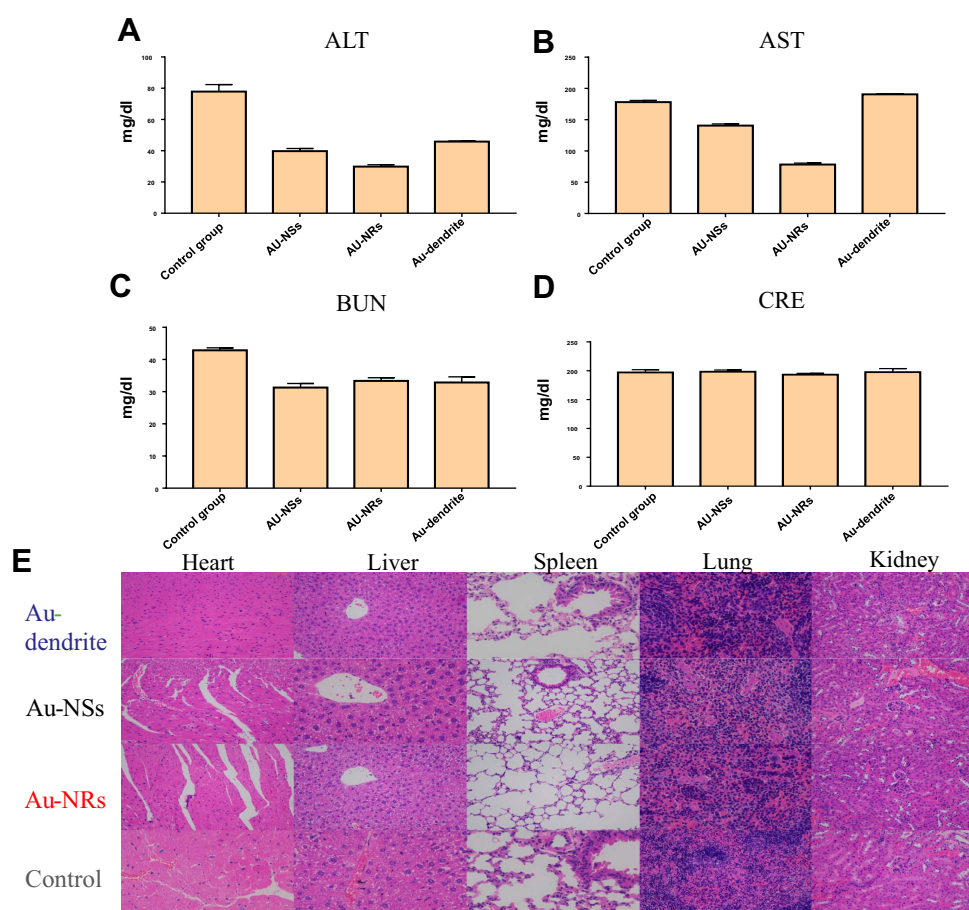 A
ALT
mg/dl
100
80
60
40
20
0
Control group
AU-NSs
AU-NRs
Au-dendrite
B
AST
mg/dl
250
200
150
100
50
0
Control group
AU-NSs
AU-NRs
Au-dendrite
C
BUN
mg/dl
50
40
30
30
10
0
Control group
AU-NSs
AU-NRs
Au-dendrite
D
CRE
mg/dl
250
200
150
200
50
0
Control group
AU-NSs
AU-NRs
Au-dendrite
E
Heart
Liver
Spleen
Lung
Kidney
Au-
dendrite
Au-NSs
Au-NRs
Control